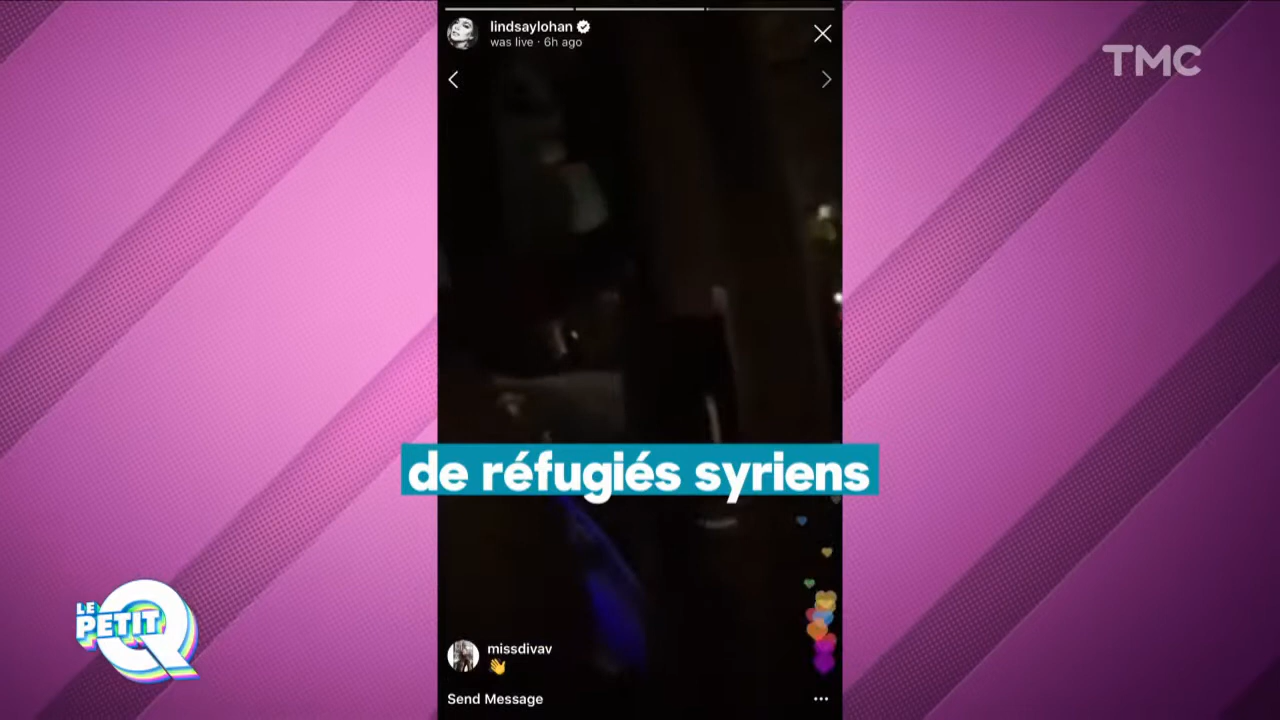 lindsaylohan
was live · 6h ago
TMC
de réfugiés syriens
LE
PETIT
Q
missdivav
👋
Send Message